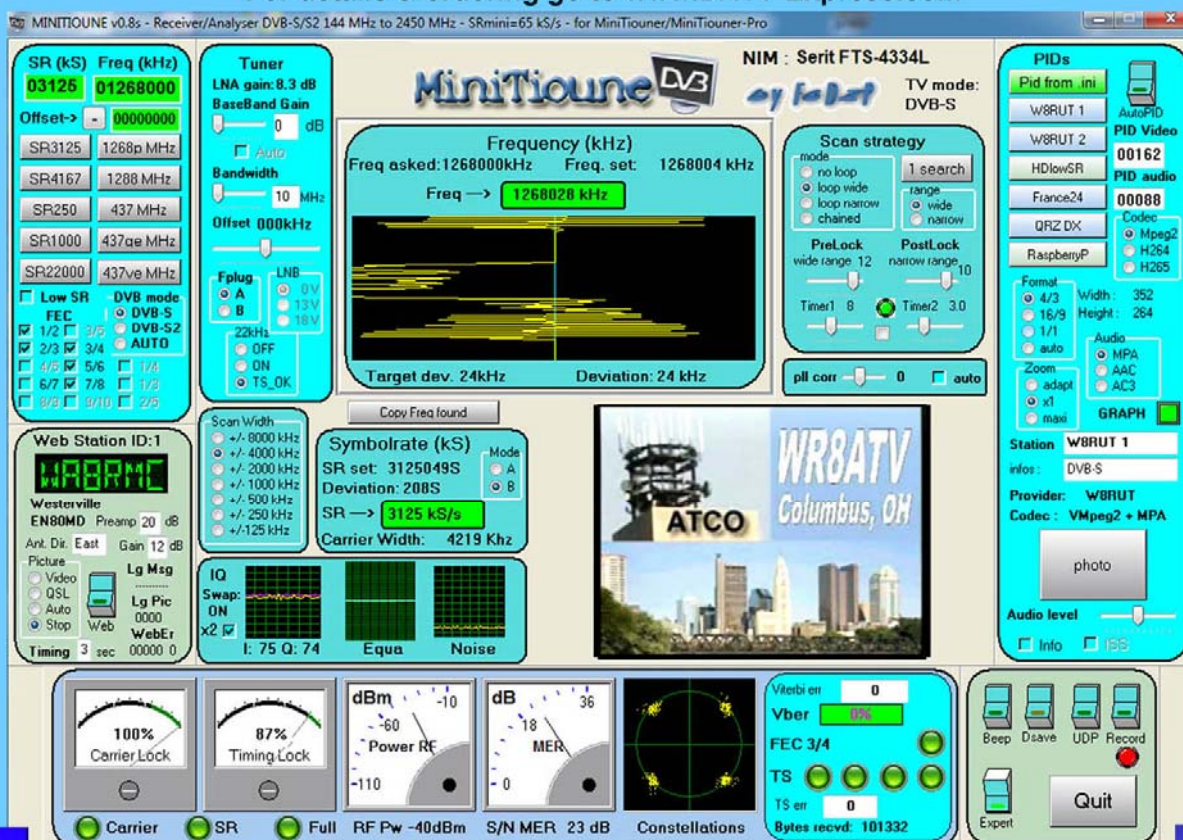 MINITIOUNE v0.8s - Receiver/Analyser DVB-S/S2 144 MHz to 2450 MHz - SRmini=65 kS/s - for MiniTiouner/MiniTiouner-Pro
SR (kS) Freq (kHz)
03125 01268000
Offset-> - 00000000
SR3125 1268p MHz
SR4167 1288 MHz
SR250 437 MHz
SR1000 437qe MHz
SR22000 437ve MHz
Low SR
FEC
1/2 3/5
2/3 3/4
4/5 5/6 1/4
6/7 7/8 1/3
8/9 9/10 2/5
DVB mode
DVB-S
DVB-S2
AUTO
Tuner
LNA gain:8.3 dB
BaseBand Gain
0 dB
Auto
Bandwidth
10 MHz
Offset 000kHz
Fplug
A
B
LNB
0V
13V
18V
22kHz
OFF
ON
TS_OK
MiniTioune DVB
NIM : Serit FTS-4334L
TV mode:
DVB-S
Frequency (kHz)
Freq asked:1268000kHz Freq. set: 1268004 kHz
Freq —> 1268028 kHz
Target dev. 24kHz Deviation: 24 kHz
Scan strategy
mode
no loop
loop wide
loop narrow
chained
1 search
range
wide
narrow
PreLock PostLock
wide range 12 narrow range 10
Timer1 8 Timer2 3.0
pll corr 0 auto
PIDs
Pid from .ini
W8RUT 1
W8RUT 2
HDlowSR
France24
QRZ DX
RaspberryP
AutoPID
PID Video
00162
PID audio
00088
Codec
Mpeg2
H264
H265
Format
4/3
16/9
1/1
auto
Width : 352
Height : 264
Audio
MPA
AAC
AC3
Zoom
adapt
x1
maxi
GRAPH
Station W8RUT 1
infos : DVB-S
Provider: W8RUT
Codec : VMpeg2 + MPA
photo
Audio level
Info ISS
Copy Freq found
Scan Width
+/- 8000 kHz
+/- 4000 kHz
+/- 2000 kHz
+/- 1000 kHz
+/- 500 kHz
+/- 250 kHz
+/-125 kHz
Symbolrate (kS)
SR set: 3125049S
Deviation: 208S
SR —> 3125 kS/s
Carrier Width: 4219 Khz
Mode
A
B
IQ
Swap:
ON
x2
I: 75 Q: 74 Equa Noise
WR8ATV
Columbus, OH
ATCO
Web Station ID:1
WA8RMC
Westerville
EN80MD Preamp 20 dB
Ant. Dir. East Gain 12 dB
Picture
Video
QSL
Auto
Stop
Web
Lg Msg
Lg Pic
0000
WebEr
00000 0
Timing 3 sec
100%
Carrier Lock
87%
Timing Lock
dBm
-10
-60
Power RF
-110
dB
36
18
MER
0
Carrier SR Full RF Pw -40dBm S/N MER 23 dB Constellations
Viterbi err 0
Vber 0%
FEC 3/4
TS
TS err 0
Bytes recvd: 101332
Beep Dsave UDP Record
Expert
Quit